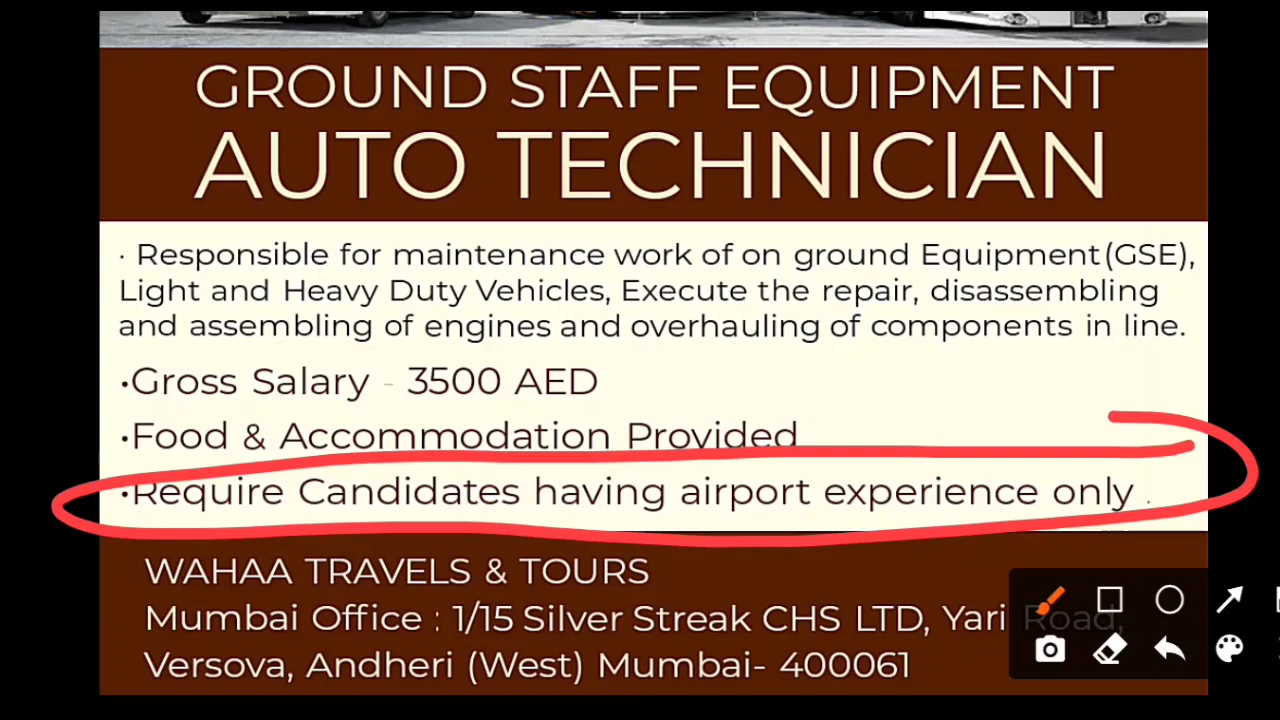 GROUND STAFF EQUIPMENT
AUTO TECHNICIAN
· Responsible for maintenance work of on ground Equipment(GSE),
Light and Heavy Duty Vehicles, Execute the repair, disassembling
and assembling of engines and overhauling of components in line.
•Gross Salary - 3500 AED
•Food & Accommodation Provided
•Require Candidates having airport experience only .
WAHAA TRAVELS & TOURS
Mumbai Office : 1/15 Silver Streak CHS LTD, Yari Road,
Versova, Andheri (West) Mumbai- 400061